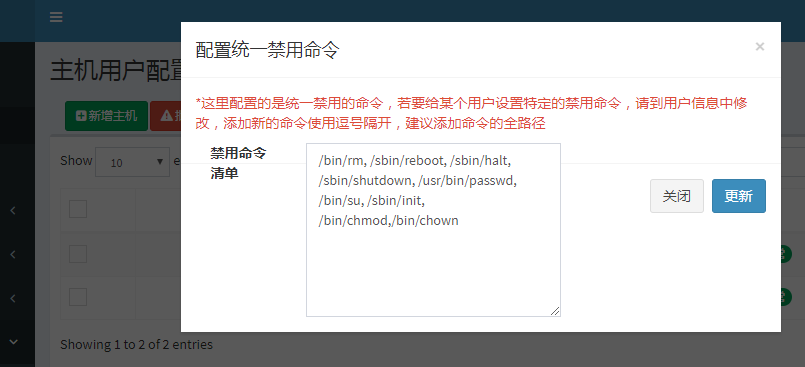 配置统一禁用命令
×
主机用户配置
*这里配置的是统一禁用的命令，若要给某个用户设置特定的禁用命令，请到用户信息中修
改，添加新的命令使用逗号隔开，建议添加命令的全路径
新增主机
禁用命令
清单
/bin/rm, /sbin/reboot, /sbin/halt,
/sbin/shutdown, /usr/bin/passwd,
/bin/su, /sbin/init,
/bin/chmod,/bin/chown
Show 10
关闭 更新
Showing 1 to 2 of 2 entries